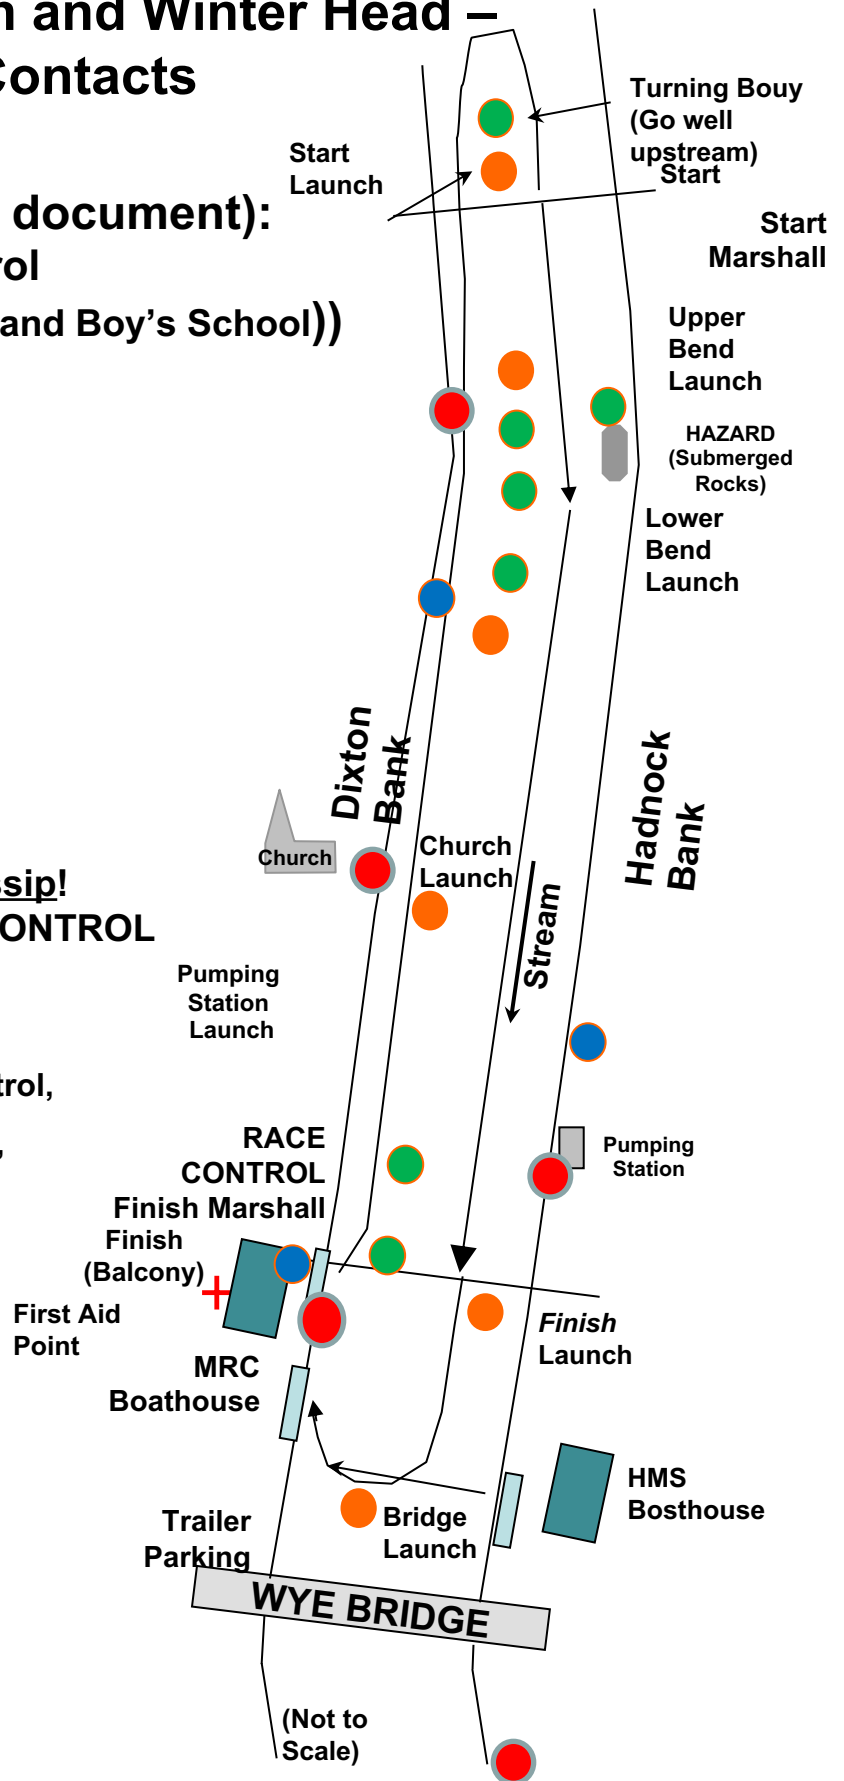 n and Winter Head –
Contacts
Turning Bouy
(Go well
upstream)
Start
Launch
Start
document):
Start
Marshall
rol
and Boy's School))
Upper
Bend
Launch
HAZARD
(Submerged
Rocks)
Lower
Bend
Launch
Dixton
Bank
Hadnock
Bank
Church
Church
Launch
ssip!
ONTROL
Stream
Pumping
Station
Launch
trol,
,
RACE
CONTROL
Finish Marshall
Pumping
Station
Finish
(Balcony)
First Aid
Point
Finish
Launch
MRC
Boathouse
HMS
Bosthouse
Bridge
Launch
Trailer
Parking
WYE BRIDGE
(Not to
Scale)